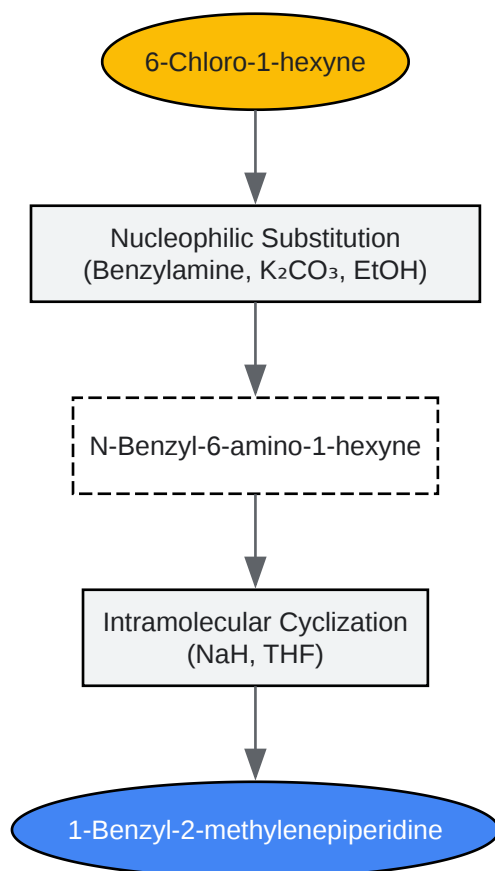 6-Chloro-1-hexyne
Nucleophilic Substitution
(Benzylamine, K₂CO₃, EtOH)
N-Benzyl-6-amino-1-hexyne
Intramolecular Cyclization
(NaH, THF)
1-Benzyl-2-methylenepiperidine